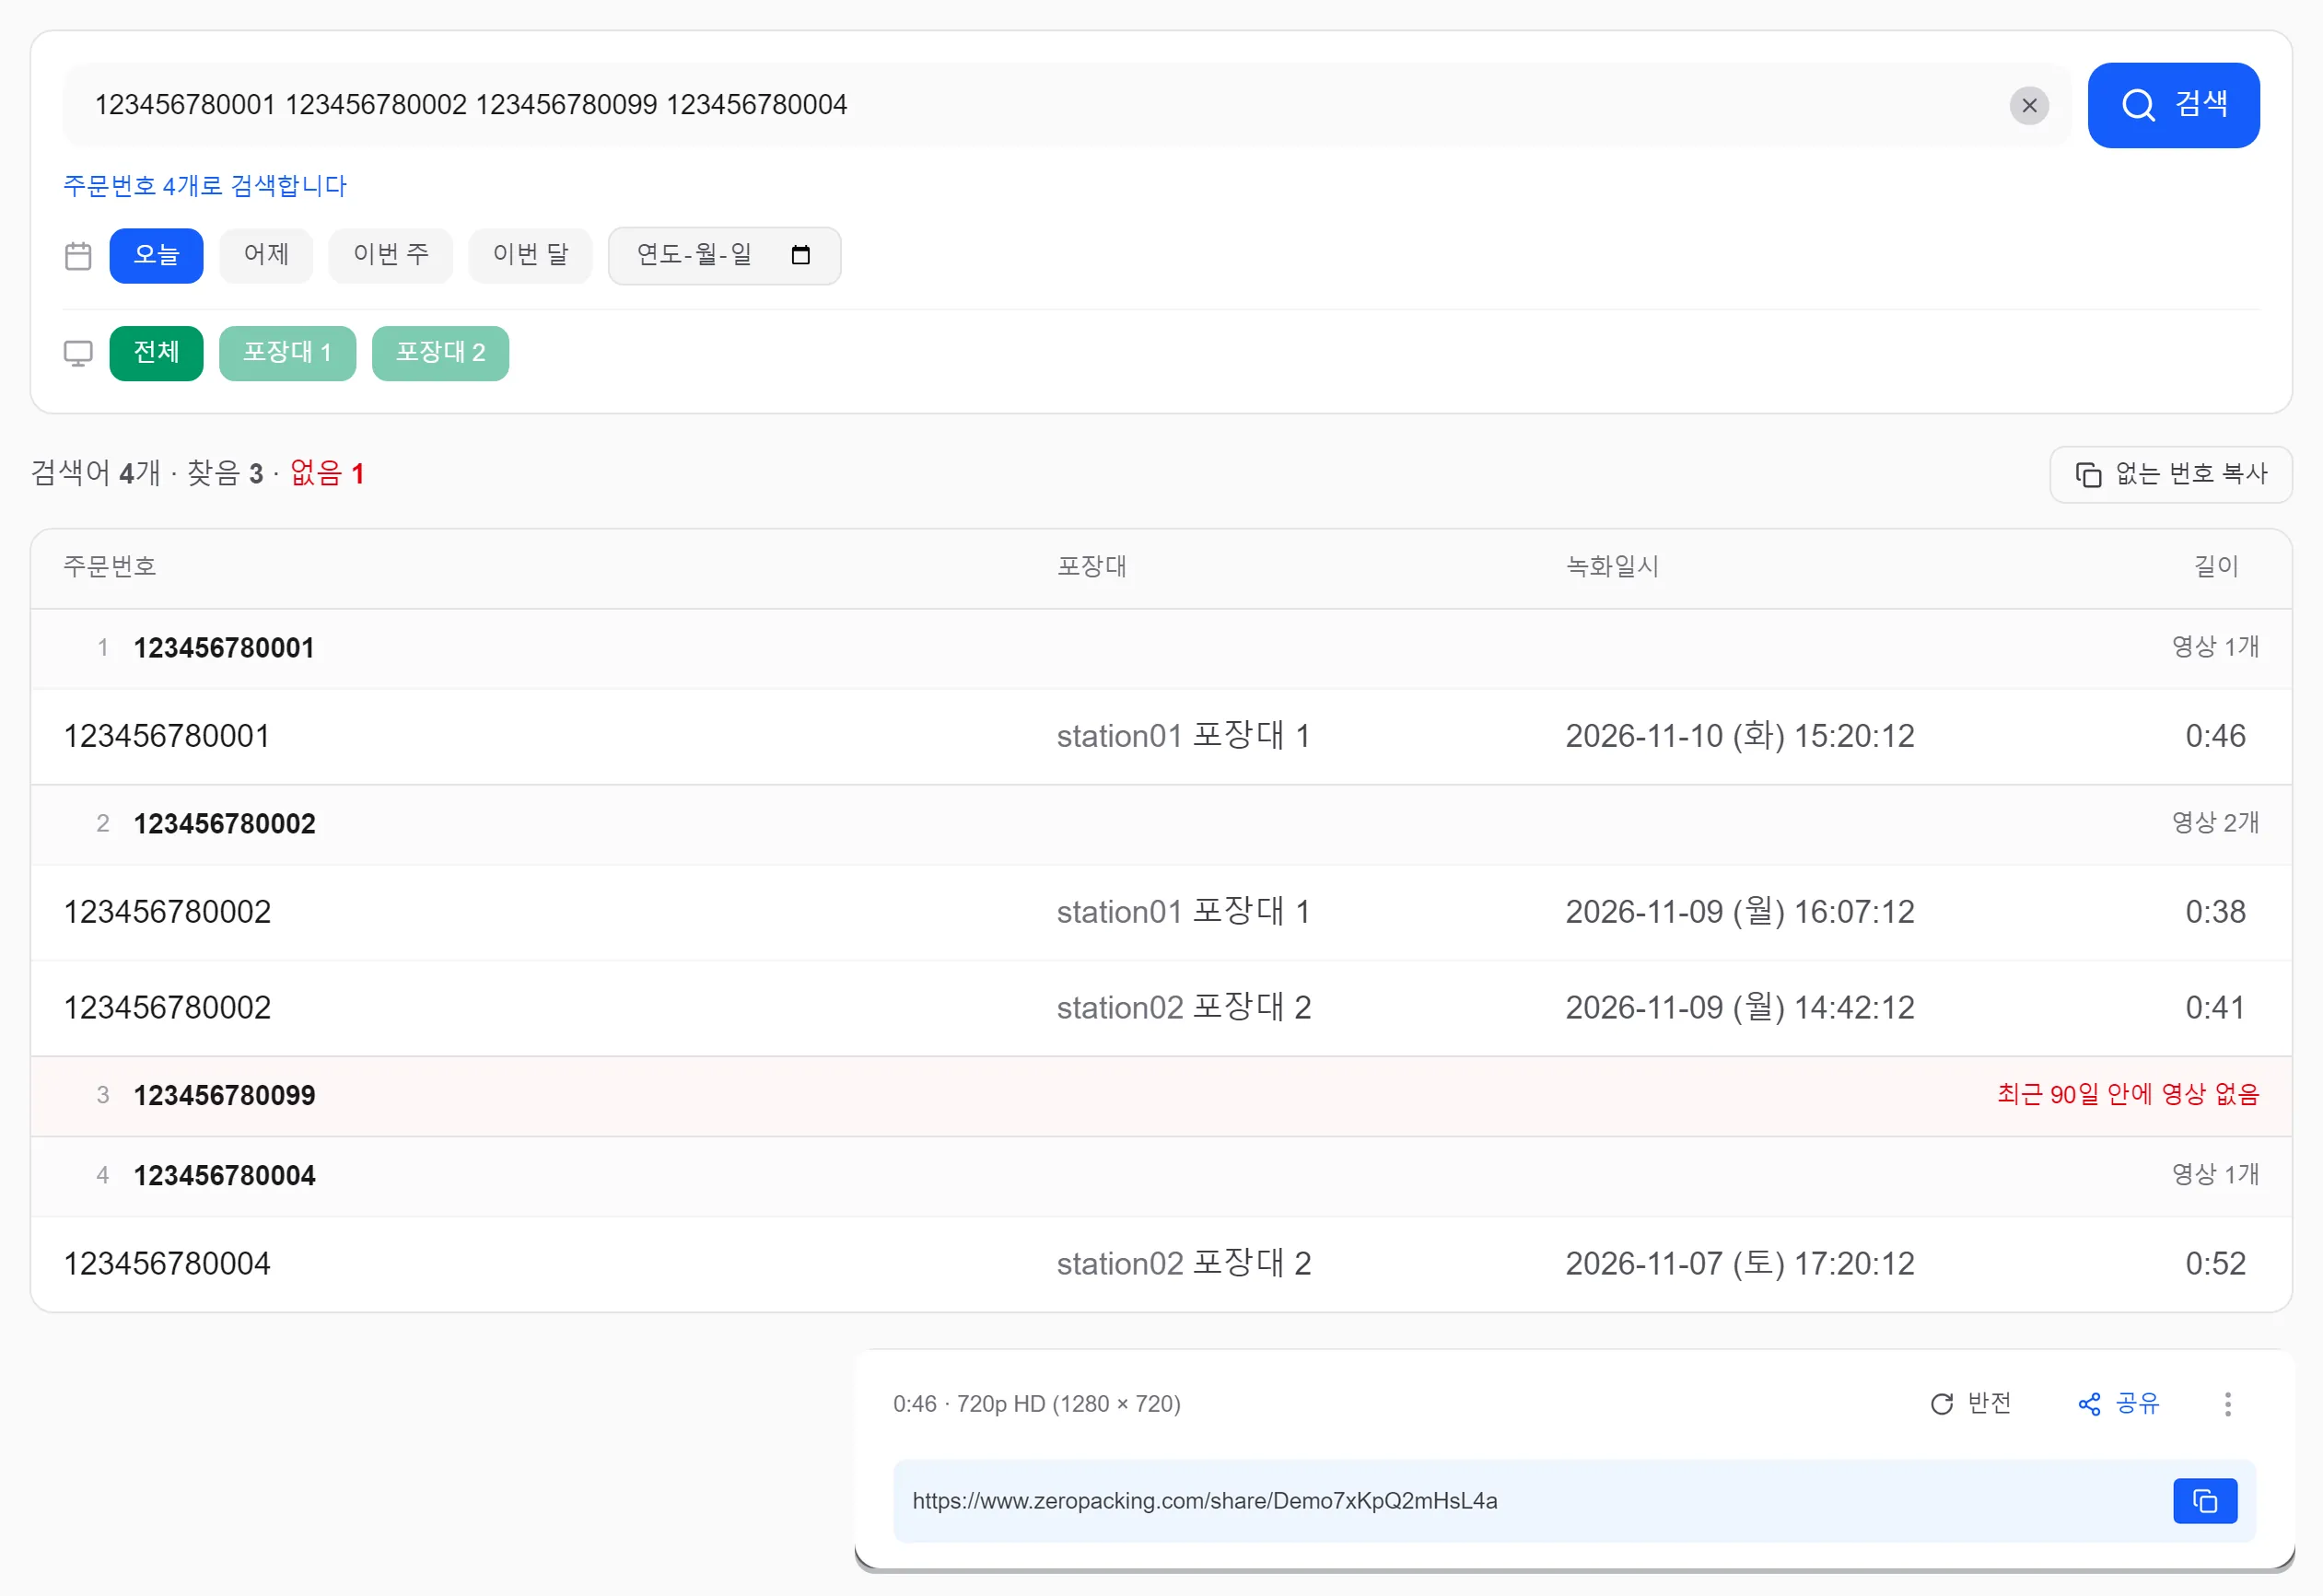 123456780001 123456780002 123456780099 123456780004
검색
주문번호 4개로 검색합니다
오늘 어제 이번 주 이번 달 연도-월-일
전체 포장대 1 포장대 2
검색어 4개 · 찾음 3 · 없음 1
없는 번호 복사
주문번호 포장대 녹화일시 길이
1 123456780001 영상 1개
123456780001 station01 포장대 1 2026-11-10 (화) 15:20:12 0:46
2 123456780002 영상 2개
123456780002 station01 포장대 1 2026-11-09 (월) 16:07:12 0:38
123456780002 station02 포장대 2 2026-11-09 (월) 14:42:12 0:41
3 123456780099 최근 90일 안에 영상 없음
4 123456780004 영상 1개
123456780004 station02 포장대 2 2026-11-07 (토) 17:20:12 0:52
0:46 · 720p HD (1280 × 720) 반전 공유
https://www.zeropacking.com/share/Demo7xKpQ2mHsL4a